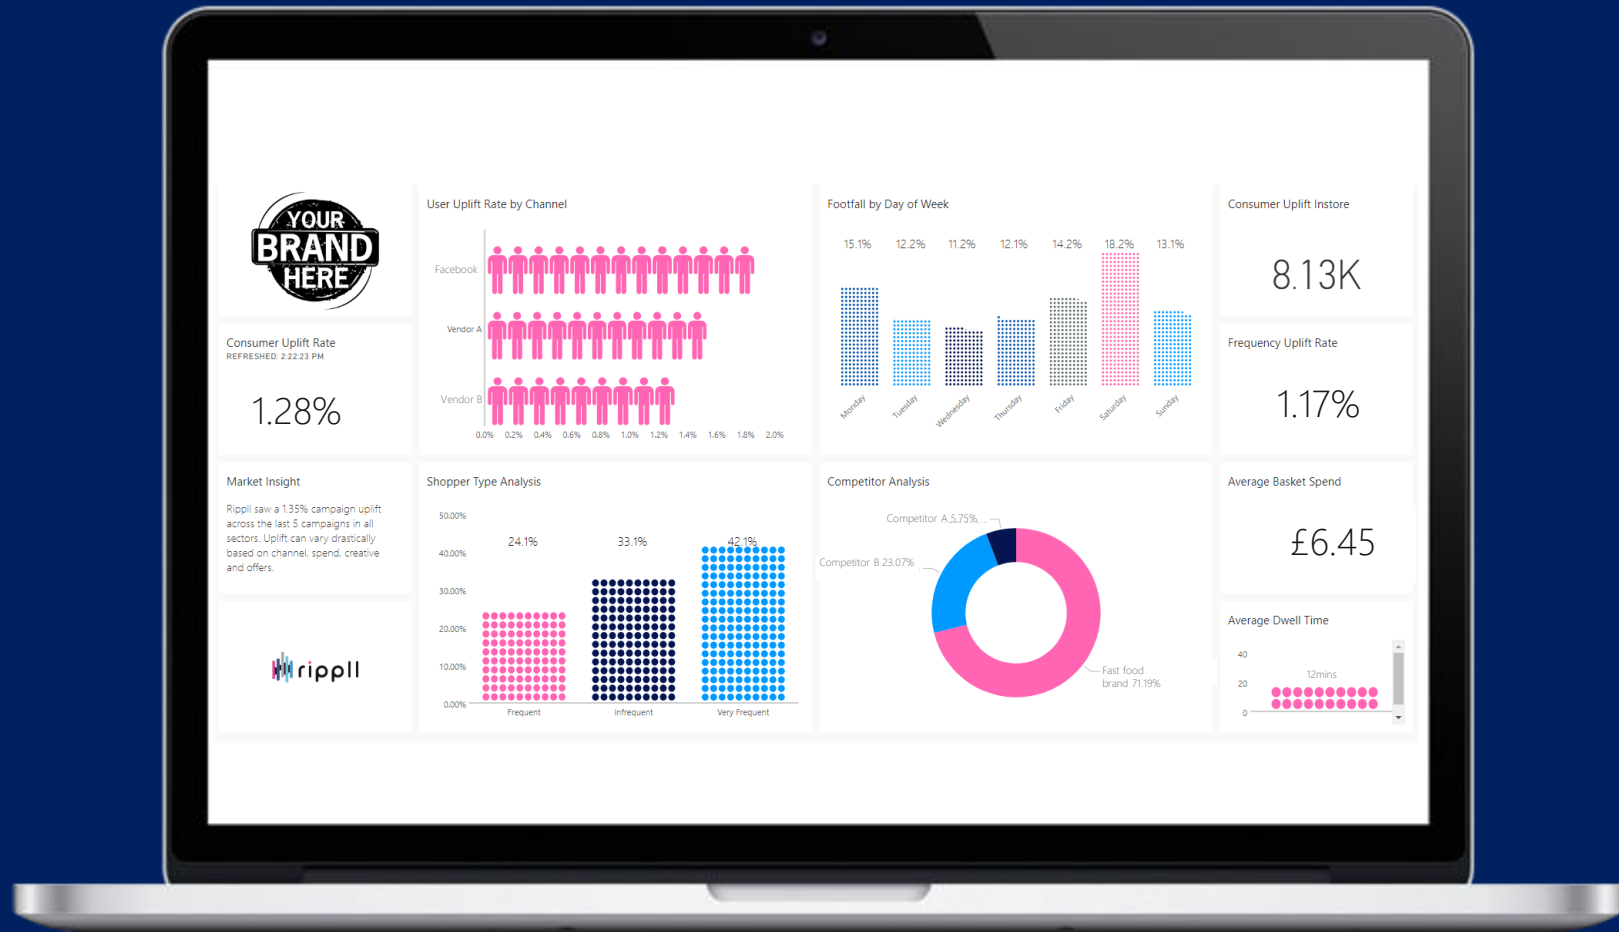 YOUR
BRAND
HERE
Consumer Uplift Rate
REFRESHED: 2:22:23 PM
1.28%
Market Insight
Rippll saw a 1.35% campaign uplift
across the last 5 campaigns in all
sectors. Uplift can vary drastically
based on channel, spend, creative
and offers.
rippll
User Uplift Rate by Channel
Facebook
Vendor A
Vendor B
0.0% 0.2% 0.4% 0.6% 0.8% 1.0% 1.2% 1.4% 1.6% 1.8% 2.0%
Shopper Type Analysis
50.00%
40.00%
30.00%
20.00%
10.00%
0.00%
24.1% 33.1% 42.1%
Frequent Infrequent Very Frequent
Footfall by Day of Week
15.1% 12.2% 11.2% 12.1% 14.2% 18.2% 13.1%
Monday Tuesday Wednesday Thursday Friday Saturday Sunday
Competitor Analysis
Competitor A 5.75%
Competitor B 23.07%
Fast food
brand 71.19%
Consumer Uplift Instore
8.13K
Frequency Uplift Rate
1.17%
Average Basket Spend
£6.45
Average Dwell Time
40
20
0
12mins